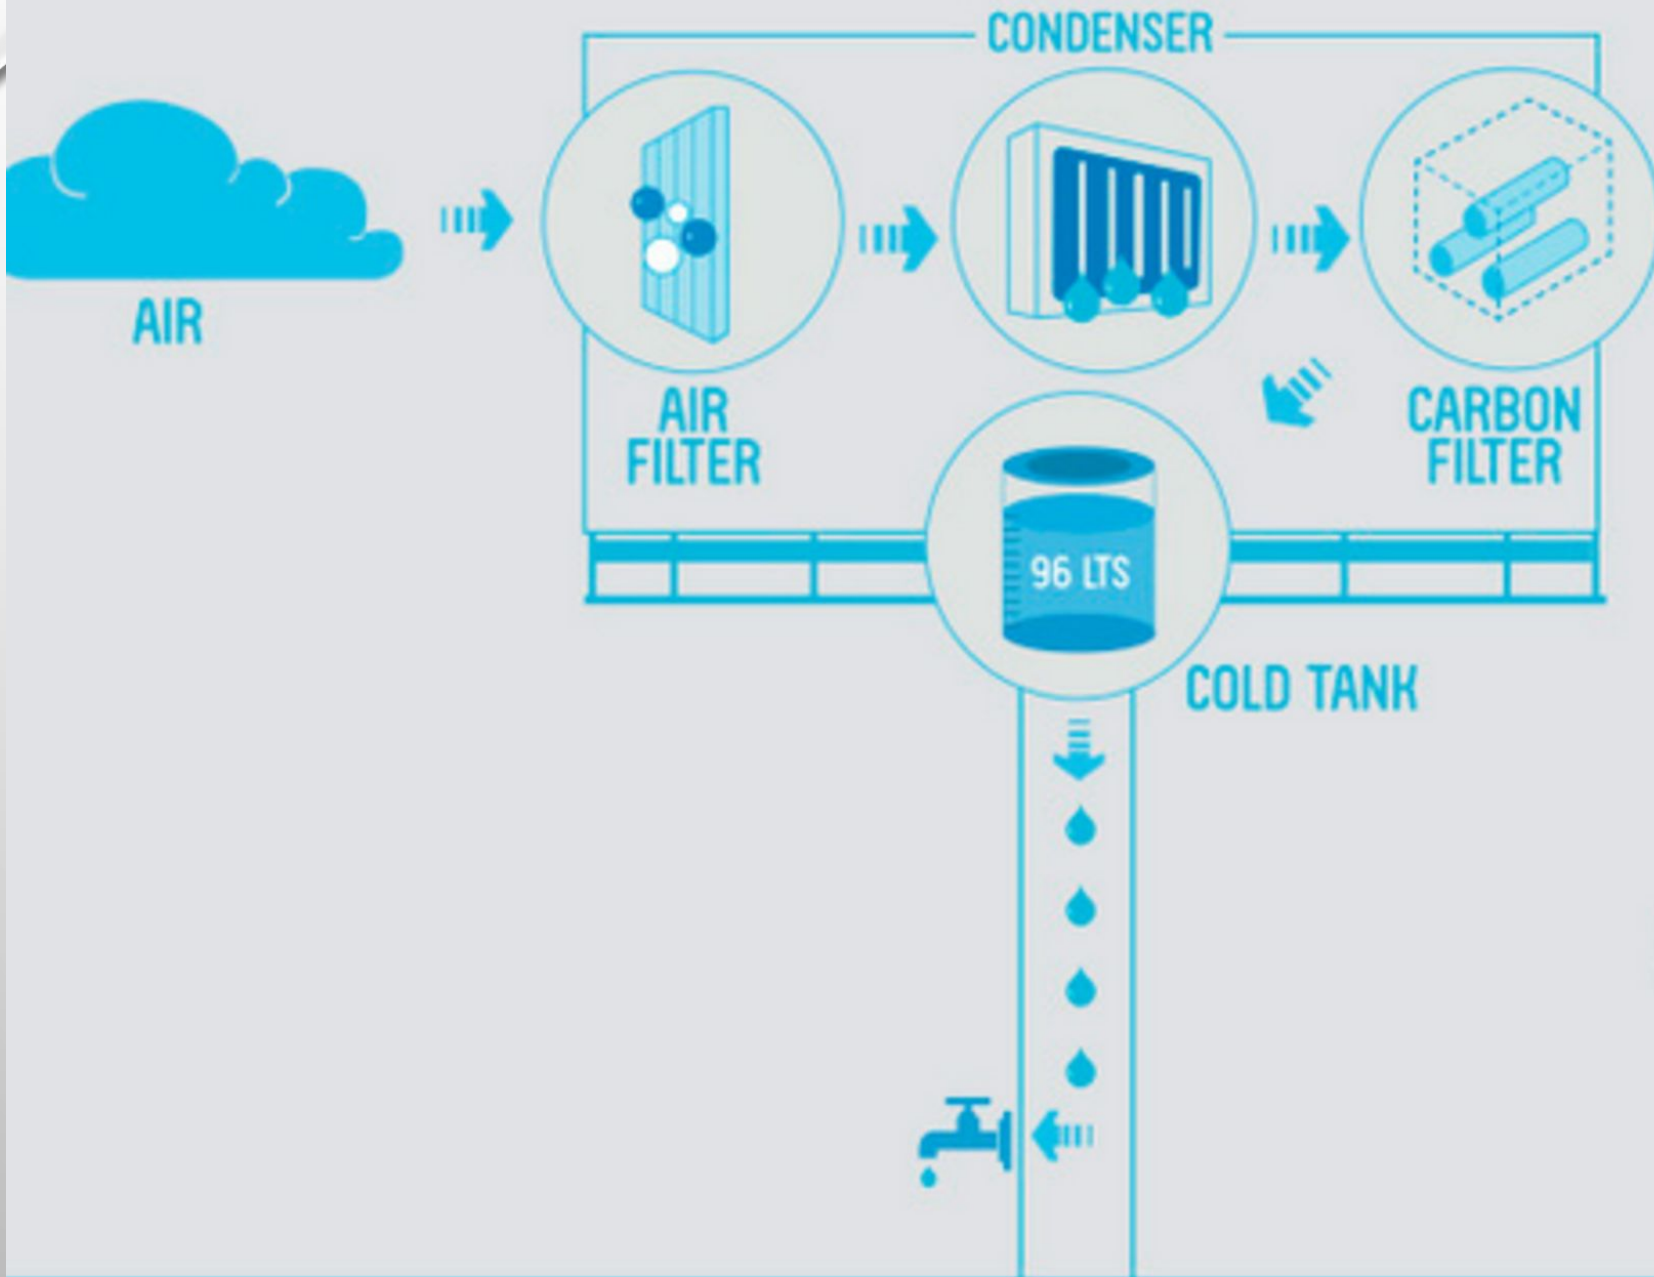 CONDENSER
AIR
AIR
FILTER
CARBON
FILTER
96 LTS
COLD TANK